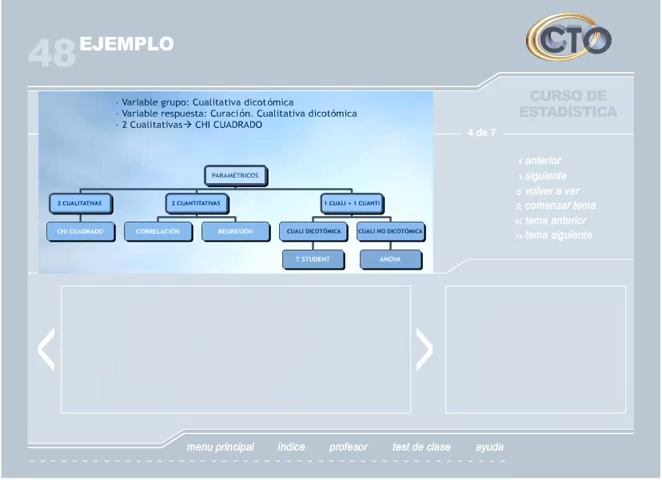 48 EJEMPLO
CTO
CURSO DE
ESTADÍSTICA
4 de 7
- Variable grupo: Cualitativa dicotómica
- Variable respuesta: Curación. Cualitativa dicotómica
- 2 Cualitativas→ CHI CUADRADO
PARAMÉTRICOS
2 CUALITATIVAS
2 CUANTITATIVAS
1 CUALI + 1 CUANTI
CHI CUADRADO
CORRELACIÓN
REGRESIÓN
CUALI DICOTÓMICA
CUALI NO DICOTÓMICA
T STUDENT
ANOVA
‹ anterior
› siguiente
volver a ver
comenzar tema
‹‹ tema anterior
›› tema siguiente
menu principal
índice
profesor
test de clase
ayuda